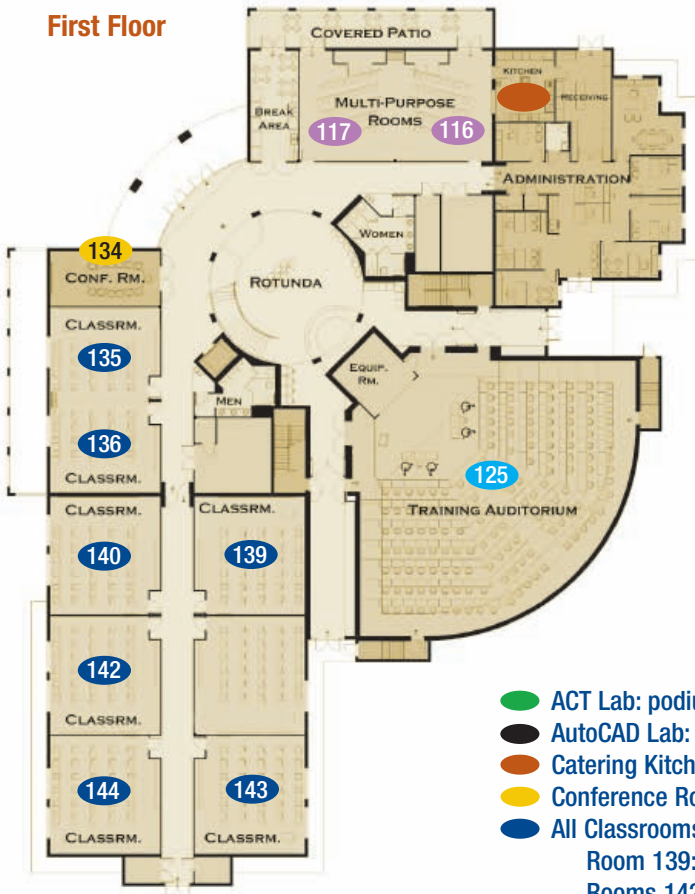 First Floor
COVERED PATIO
KITCHEN
RECEIVING
BREAK
AREA
MULTI-PURPOSE
ROOMS
117
116
ADMINISTRATION
WOMEN
134
CONF. RM.
ROTUNDA
CLASSRM.
135
EQUIP.
RM.
MEN
136
CLASSRM.
125
TRAINING AUDITORIUM
CLASSRM.
140
CLASSRM.
139
142
CLASSRM.
144
CLASSRM.
143
CLASSRM.
ACT Lab: podiu
AutoCAD Lab:
Catering Kitch
Conference Ro
All Classrooms
Room 139:
Rooms 142